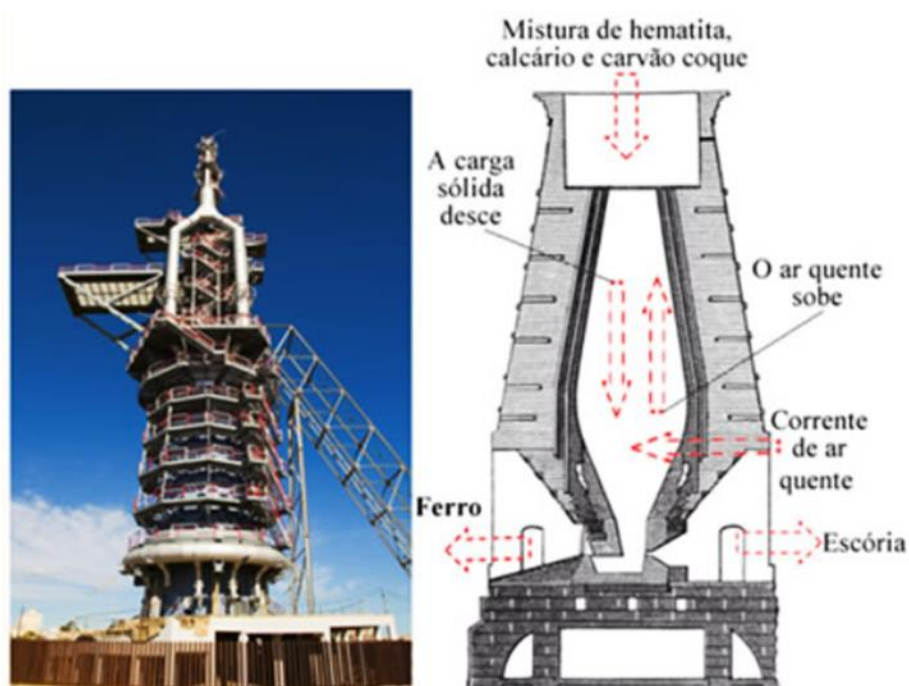 Mistura de hematita,
calcário e carvão coque
A carga
sólida
desce
O ar quente
sobe
Corrente
de ar
quente
Ferro
Escória